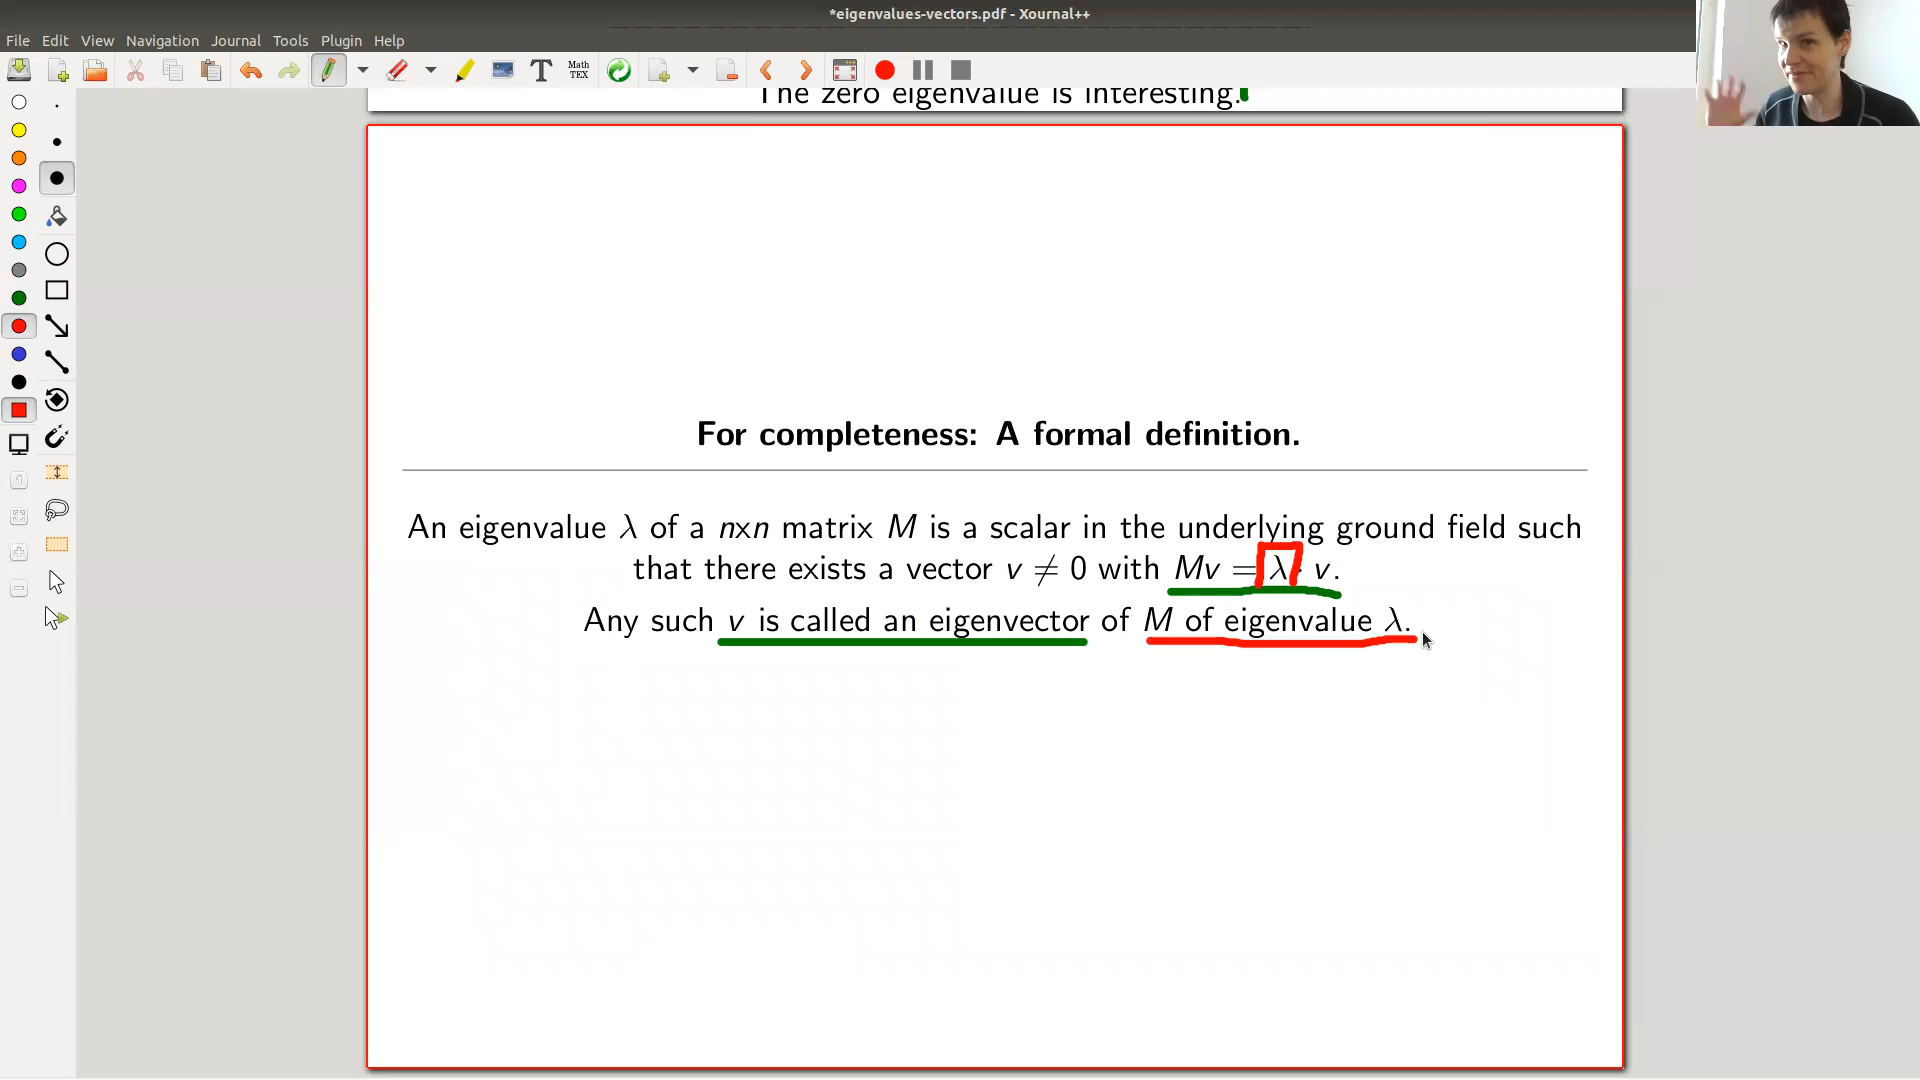 *eigenvalues-vectors.pdf - Xournal++
File Edit View Navigation Journal Tools Plugin Help
Math
TEX
The zero eigenvalue is interesting.
For completeness: A formal definition.
An eigenvalue λ of a nxn matrix M is a scalar in the underlying ground field such
that there exists a vector v ≠ 0 with Mv = λ · v.
Any such v is called an eigenvector of M of eigenvalue λ.